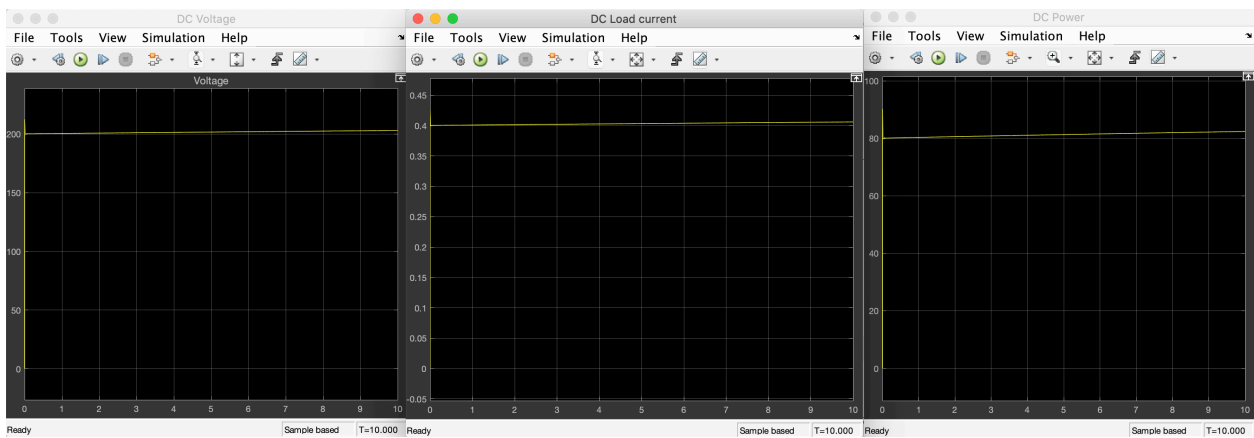 DC Voltage
File Tools View Simulation Help
Voltage
200
150
100
50
0
0 1 2 3 4 5 6 7 8 9 10
Ready Sample based T=10.000
DC Load current
File Tools View Simulation Help
0.45
0.4
0.35
0.3
0.25
0.2
0.15
0.1
0.05
0
-0.05
0 1 2 3 4 5 6 7 8 9 10
Ready Sample based T=10.000
DC Power
File Tools View Simulation Help
100
80
60
40
20
0
0 1 2 3 4 5 6 7 8 9 10
Ready Sample based T=10.000